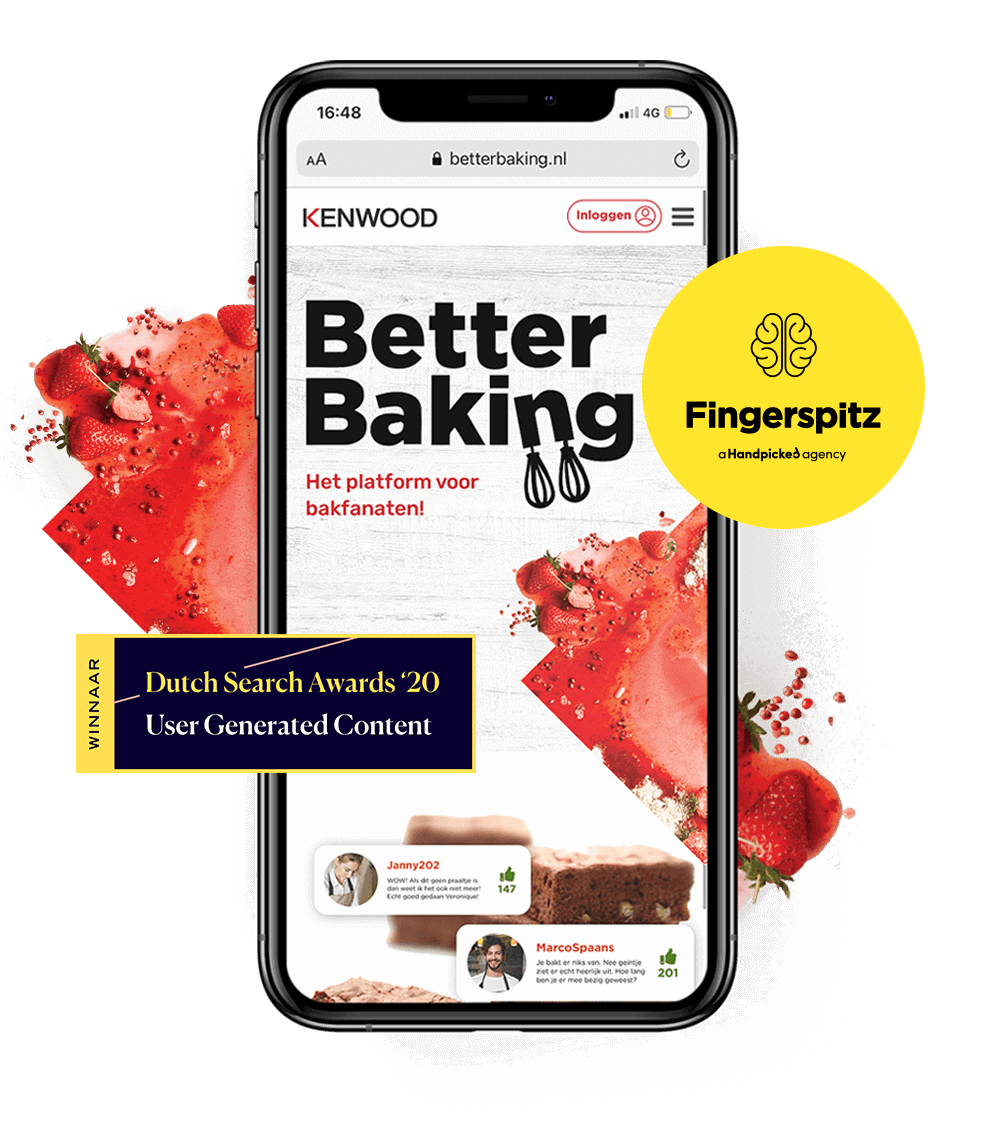 16:48
4G
AA
betterbaking.nl
KENWOOD
Inloggen
Better
Baking
Het platform voor
bakfanaten!
Fingerspitz
a Handpicked agency
WINNAAR
Dutch Search Awards ‘20
User Generated Content
Janny202
WOW! Als dit geen praaltje is
dan weet ik het ook niet meer!
Echt goed gedaan Veronique!
147
MarcoSpaans
Je bakt er niks van. Nee geintje
ziet er echt heerlijk uit. Hoe lang
ben je er mee bezig geweest?
201